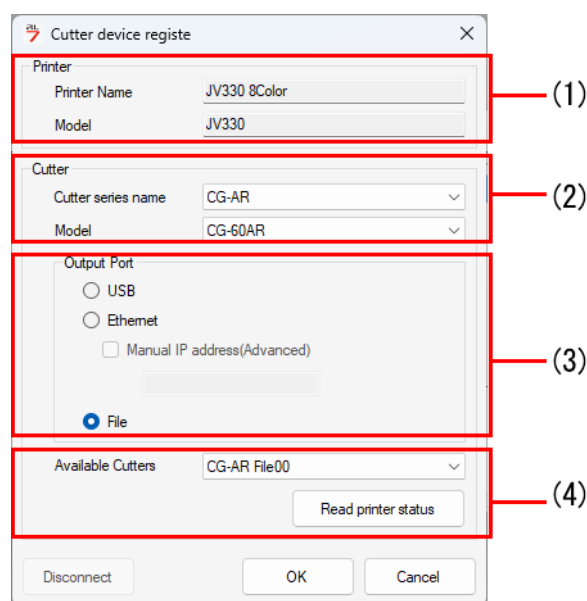 Cutter device registe
Printer
Printer Name JV330 8Color
Model JV330
(1)
Cutter
Cutter series name CG-AR
(2)
Model CG-60AR
Output Port
USB
Ethernet
Manual IP address(Advanced)
(3)
File
Available Cutters CG-AR File00
(4)
Read printer status
Disconnect OK Cancel